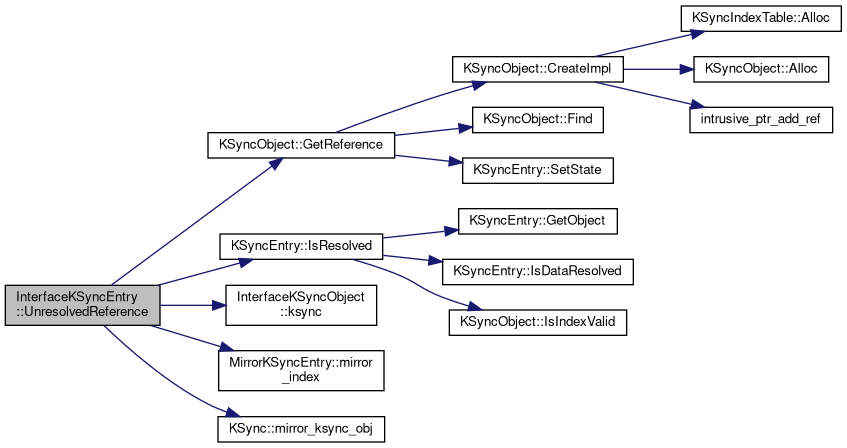 KSyncIndexTable::Alloc
KSyncObject::CreateImpl
KSyncObject::Alloc
intrusive_ptr_add_ref
KSyncObject::Find
KSyncObject::GetReference
KSyncEntry::SetState
KSyncEntry::GetObject
KSyncEntry::IsResolved
KSyncEntry::IsDataResolved
InterfaceKSyncEntry
::UnresolvedReference
InterfaceKSyncObject
::ksync
KSyncObject::IsIndexValid
MirrorKSyncEntry::mirror
_index
KSync::mirror_ksync_obj